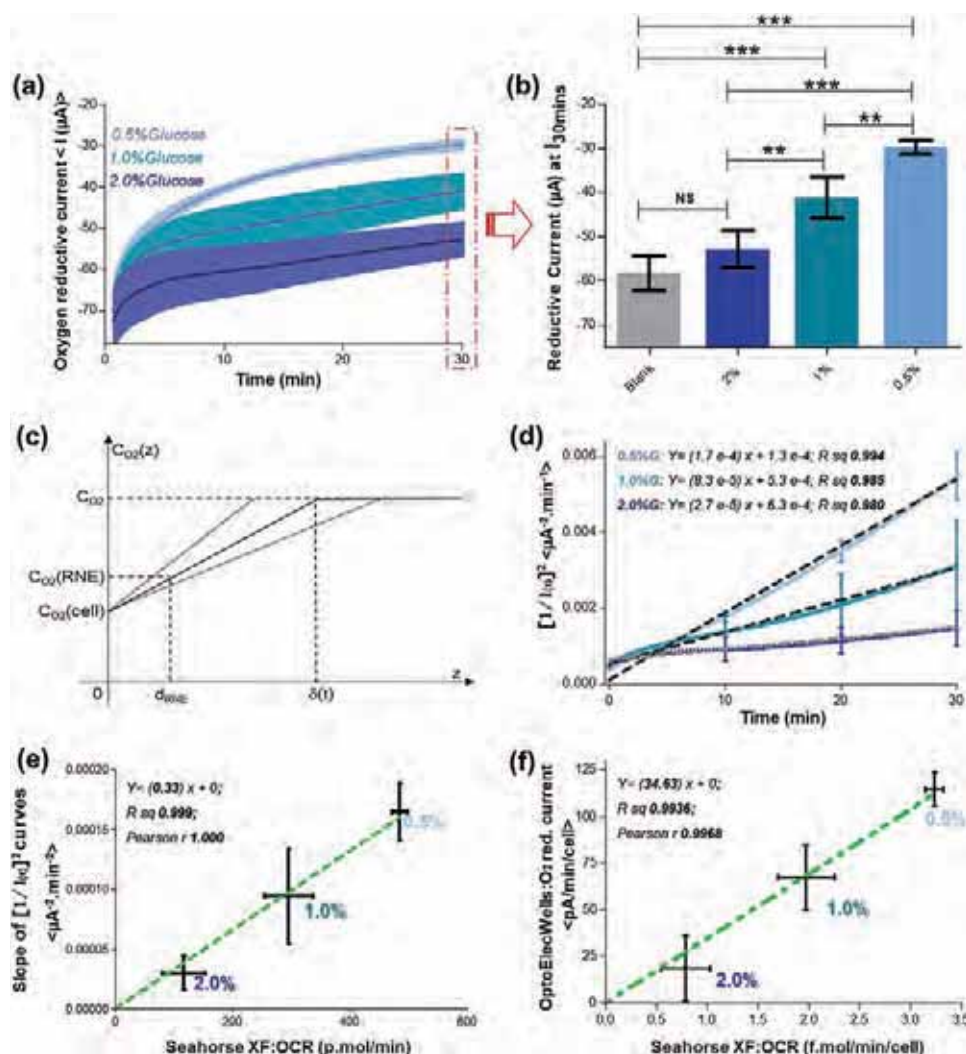 (a)
Oxygen reductive current < I (μA)>
-20
-30
-40
-50
-60
-70
0.5%Glucose
1.0%Glucose
2.0%Glucose
0
10
20
30
Time (min)
(b)
***
***
***
**
**
NS
Reductive Current (μA) at I30mins
-20
-30
-40
-50
-60
-70
Blank
2%
1%
0.5%
(c)
CO2(z)
CO2
CO2(RNE)
CO2(cell)
0
dRNE
δ(t)
z
(d)
[1/ I(t)]² <μA-2.min-1>
0.006
0.004
0.002
0.000
0.5%G: Y= (1.7 e-4) x + 1.3 e-4; R sq 0.994
1.0%G: Y= (8.3 e-5) x + 5.3 e-4; R sq 0.985
2.0%G: Y= (2.7 e-5) x + 6.3 e-4; R sq 0.980
0
10
20
30
Time (min)
(e)
Slope of [1/ I(t)]² curves
<μA-2.min-2>
0.00020
0.00015
0.00010
0.00005
0.00000
Y= (0.33) x + 0;
R sq 0.999;
Pearson r 1.000
0.5%
1.0%
2.0%
0
200
400
600
Seahorse XF:OCR (p.mol/min)
(f)
OptoElecWells:O2 red. current
<pA/min/cell>
125
100
75
50
25
0
Y= (34.63) x + 0;
R sq 0.9936;
Pearson r 0.9968
0.5%
1.0%
2.0%
0.0
0.5
1.0
1.5
2.0
2.5
3.0
3.5
Seahorse XF:OCR (f.mol/min/cell)